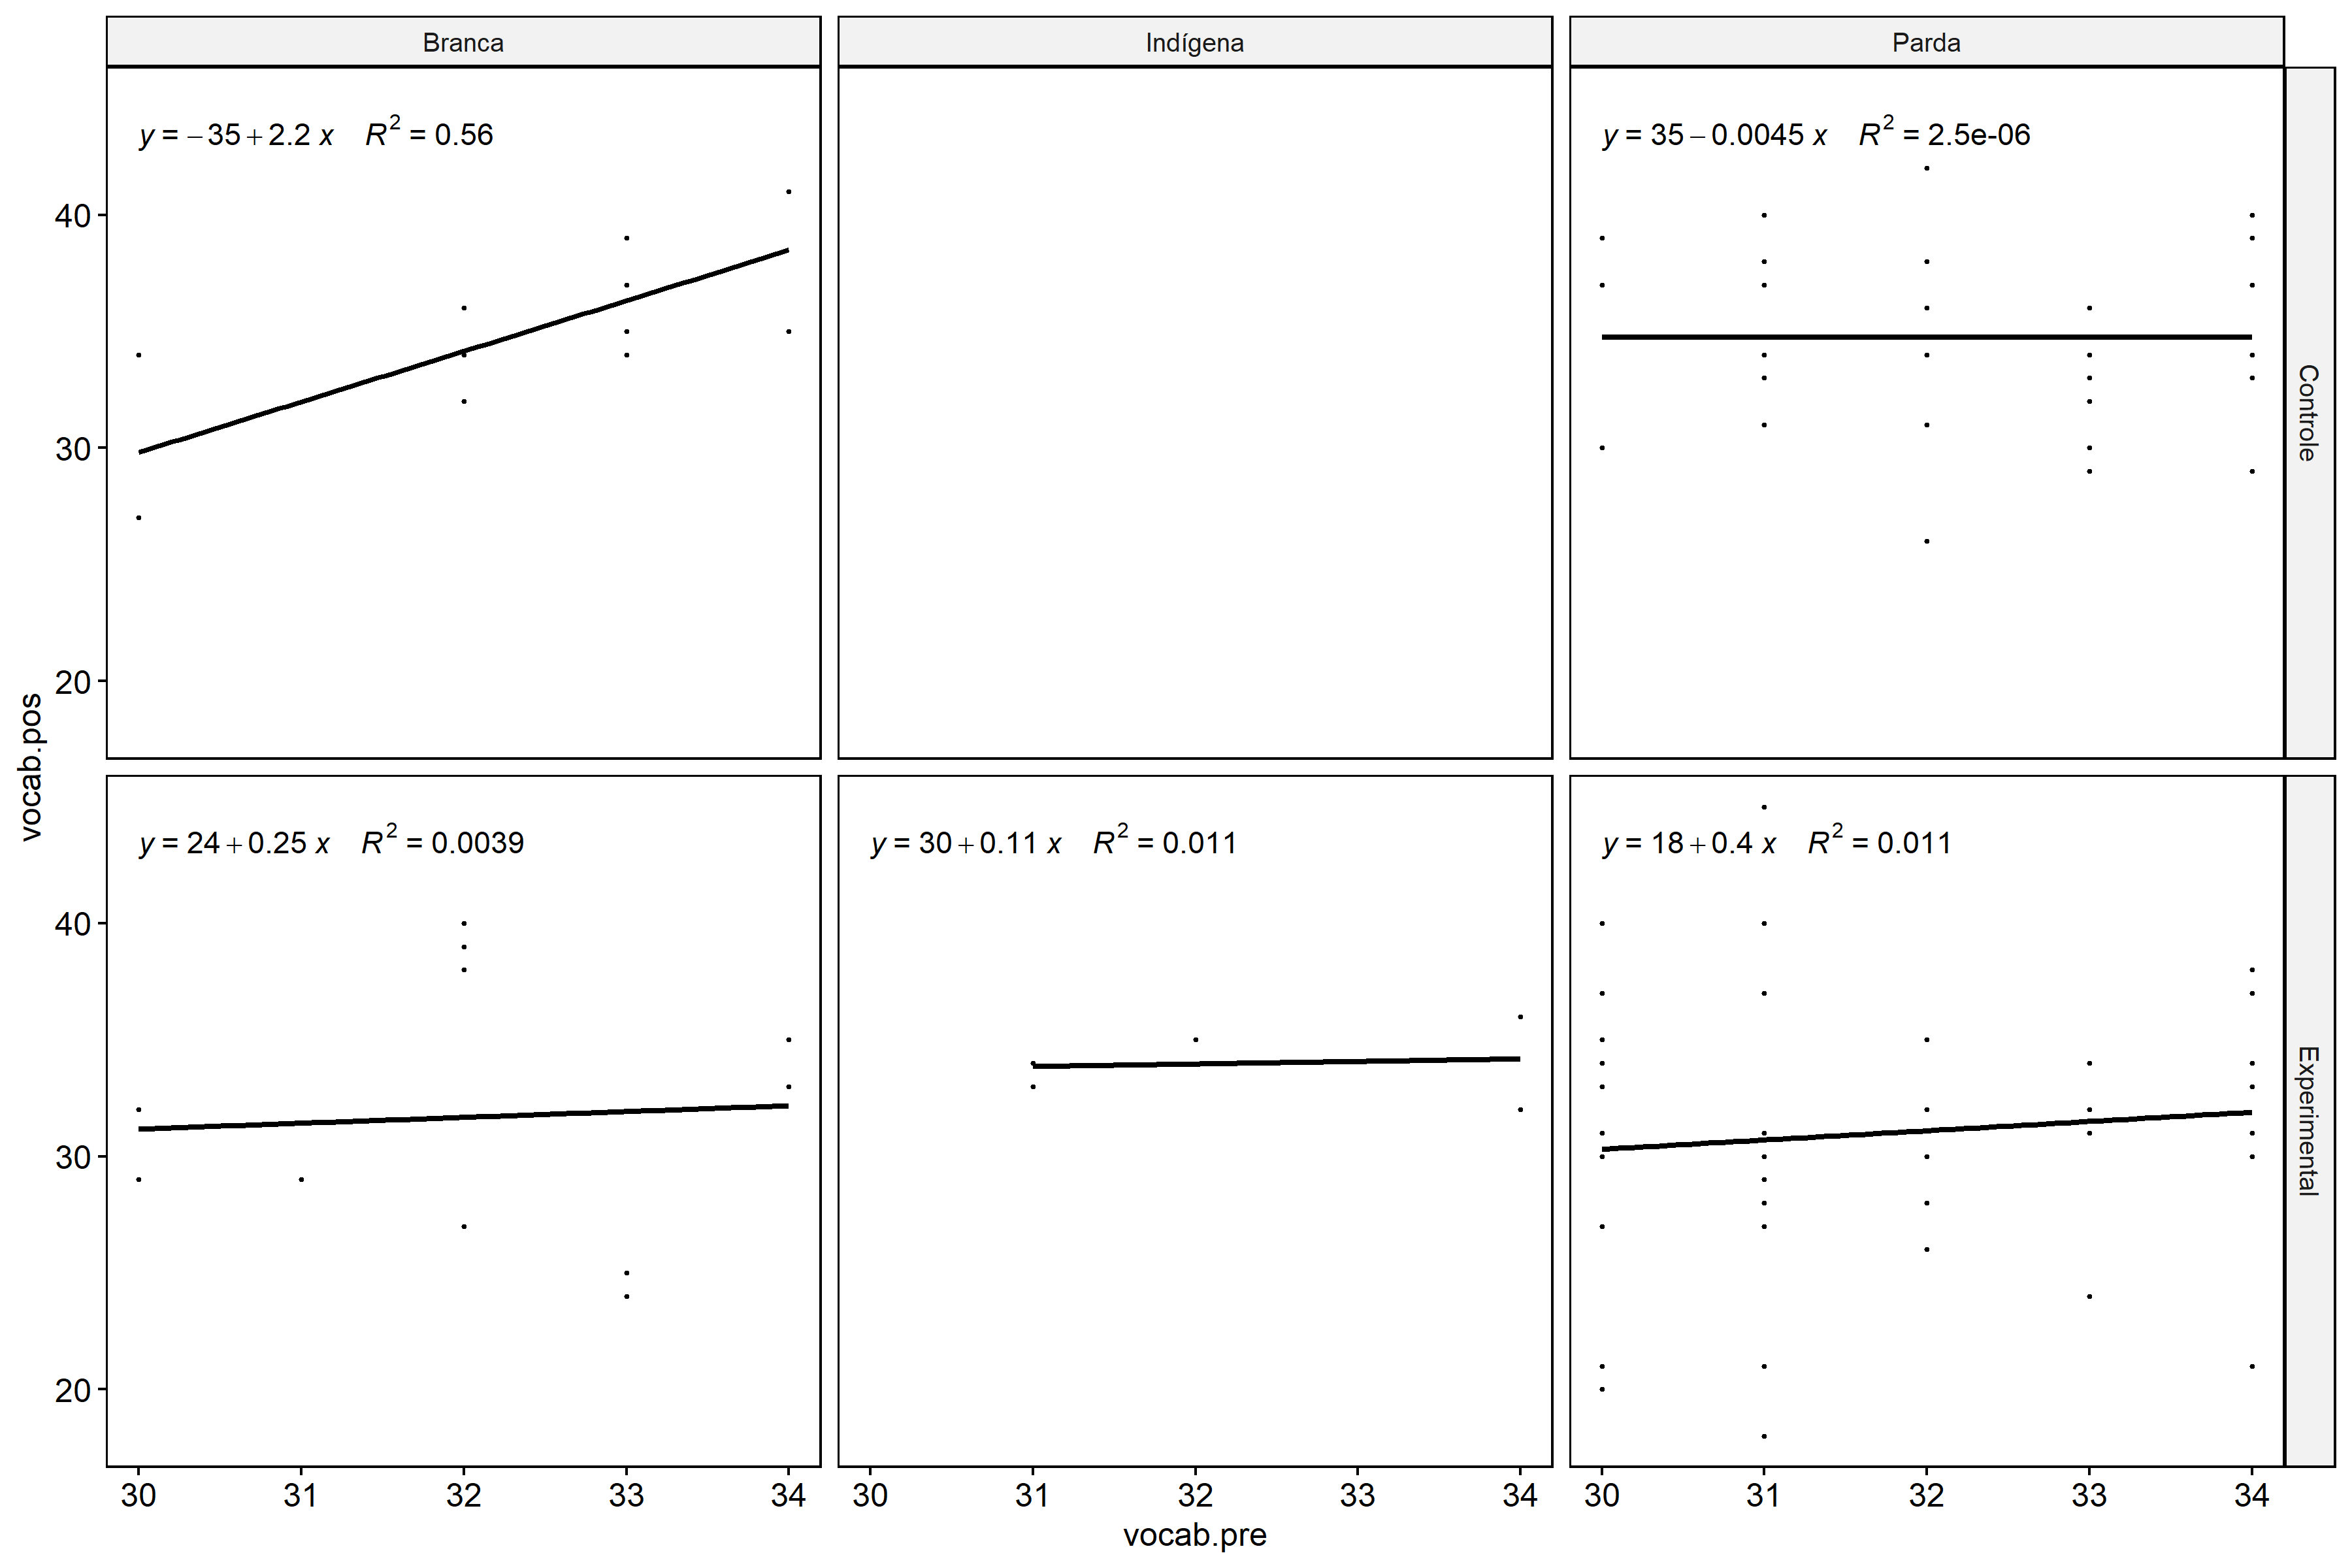 Branca Indígena Parda
y = −35 + 2.2 x R² = 0.56
y = 35 − 0.0045 x R² = 2.5e-06
40
30
20
Controle
vocab.pos
y = 24 + 0.25 x R² = 0.0039
y = 30 + 0.11 x R² = 0.011
y = 18 + 0.4 x R² = 0.011
40
30
20
Experimental
30 31 32 33 34 30 31 32 33 34 30 31 32 33 34
vocab.pre